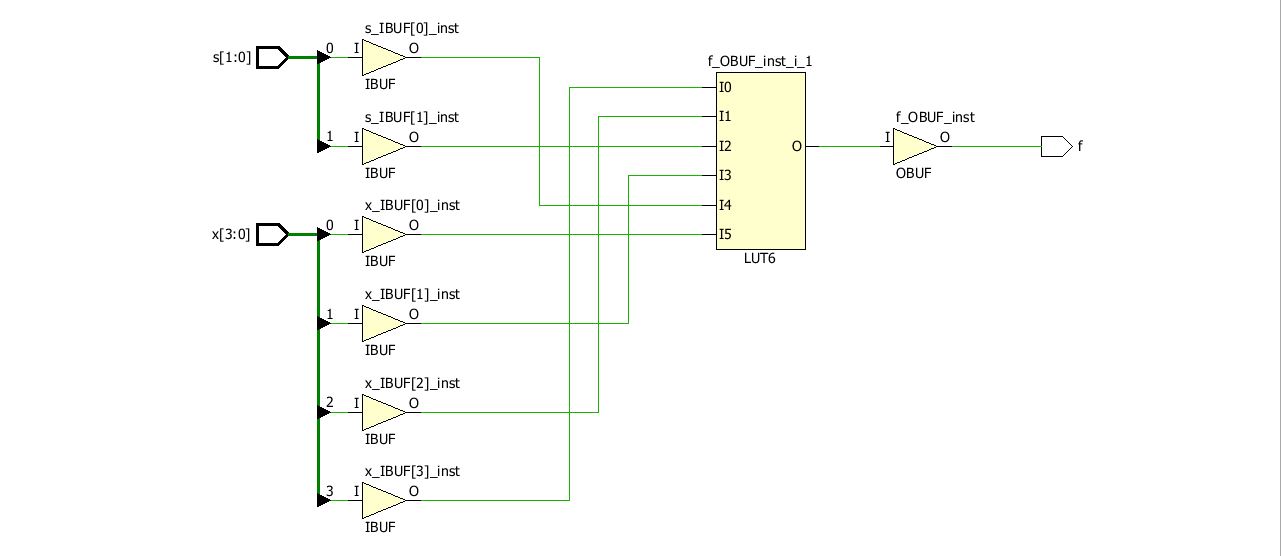 s_IBUF[0]_inst
s[1:0]
0
I
O
IBUF
s_IBUF[1]_inst
1
I
O
IBUF
x_IBUF[0]_inst
x[3:0]
0
I
O
IBUF
x_IBUF[1]_inst
1
I
O
IBUF
x_IBUF[2]_inst
2
I
O
IBUF
x_IBUF[3]_inst
3
I
O
IBUF
f_OBUF_inst_i_1
I0
I1
I2
I3
I4
I5
O
LUT6
f_OBUF_inst
I
O
OBUF
f